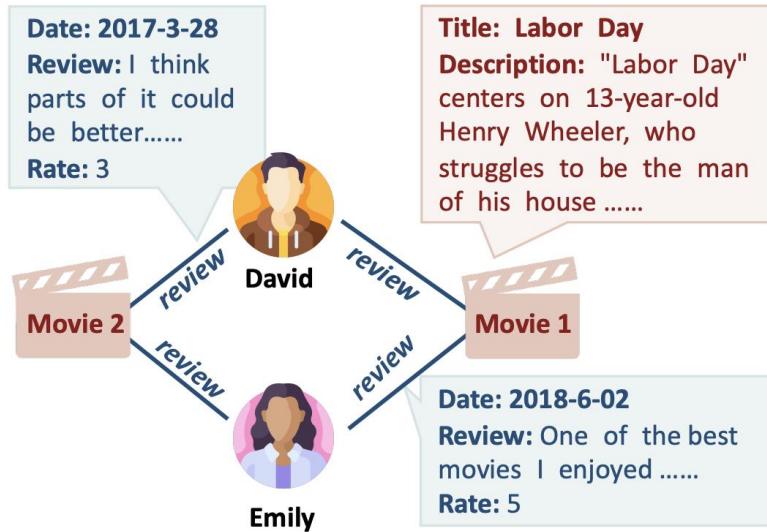 Date: 2017-3-28
Review: I think
parts of it could
be better......
Rate: 3
Title: Labor Day
Description: "Labor Day"
centers on 13-year-old
Henry Wheeler, who
struggles to be the man
of his house ......
review
David
review
Movie 2
Movie 1
review
review
Emily
Date: 2018-6-02
Review: One of the best
movies I enjoyed ......
Rate: 5